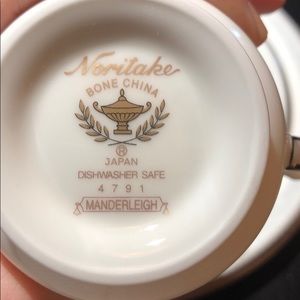 Noritake
BONE CHINA
®
JAPAN
DISHWASHER SAFE
4791
MANDERLEIGH